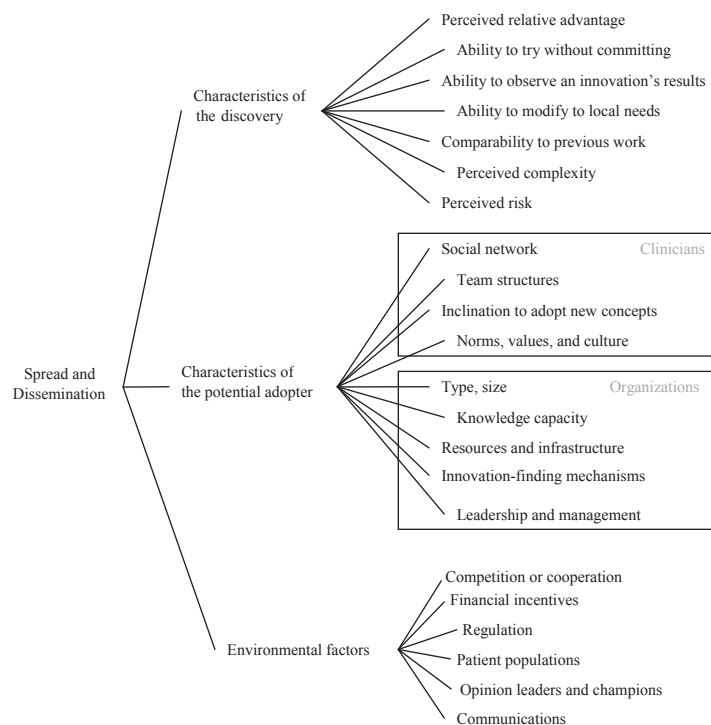 Perceived relative advantage
Ability to try without committing
Ability to observe an innovation's results
Ability to modify to local needs
Comparability to previous work
Perceived complexity
Perceived risk
Characteristics of
the discovery
Social network
Clinicians
Team structures
Inclination to adopt new concepts
Norms, values, and culture
Spread and
Dissemination
Characteristics of
the potential adopter
Type, size
Organizations
Knowledge capacity
Resources and infrastructure
Innovation-finding mechanisms
Leadership and management
Environmental factors
Competition or cooperation
Financial incentives
Regulation
Patient populations
Opinion leaders and champions
Communications